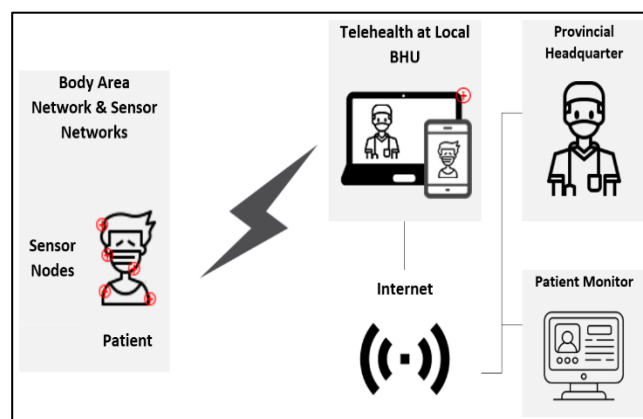 Body Area
Network & Sensor
Networks
Sensor
Nodes
Patient
Telehealth at Local
BHU
Internet
Provincial
Headquarter
Patient Monitor